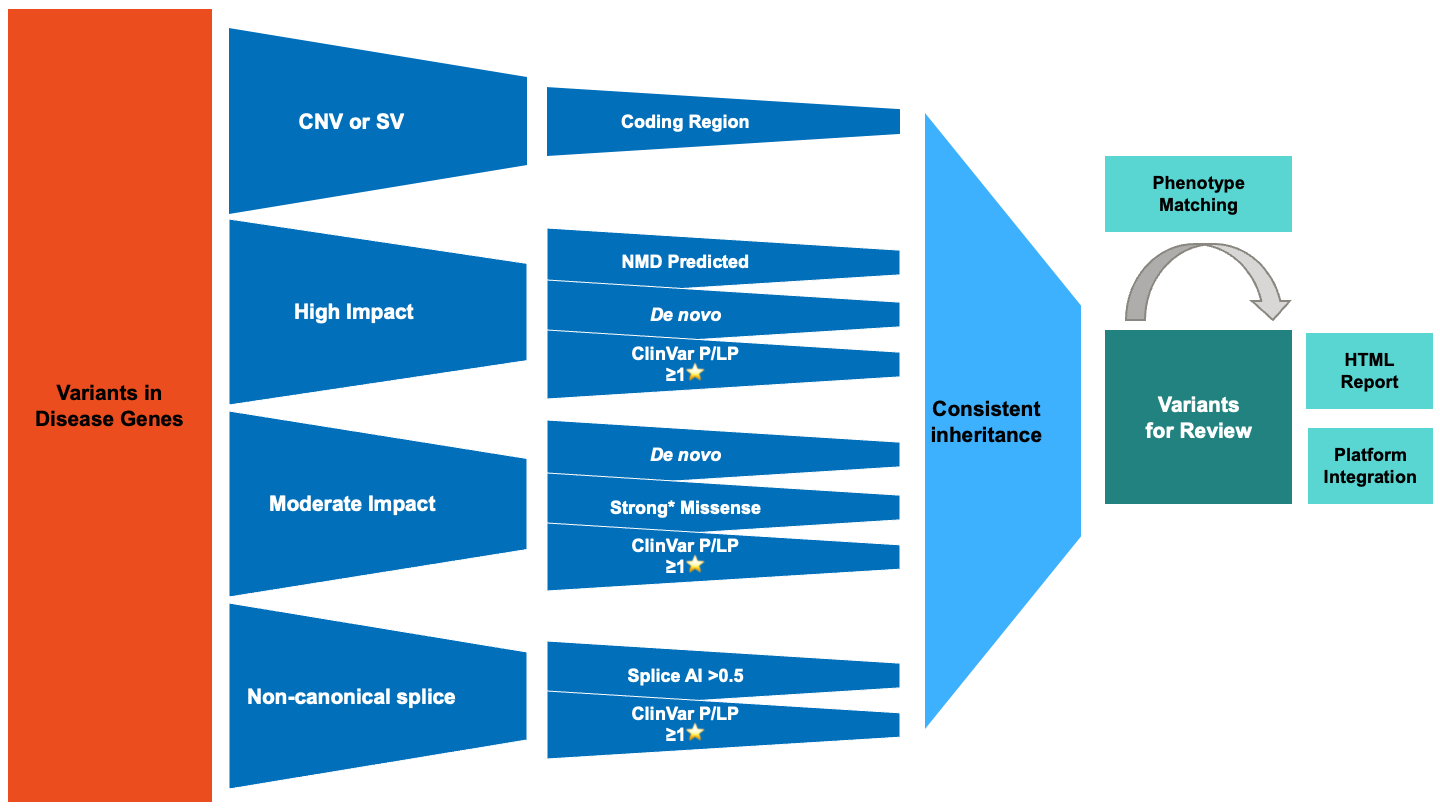 Variants in
Disease Genes
CNV or SV
Coding Region
High Impact
NMD Predicted
De novo
ClinVar P/LP
≥1⭐
Moderate Impact
De novo
Strong* Missense
ClinVar P/LP
≥1⭐
Non-canonical splice
Splice AI >0.5
ClinVar P/LP
≥1⭐
Consistent
inheritance
Phenotype
Matching
Variants
for Review
HTML
Report
Platform
Integration